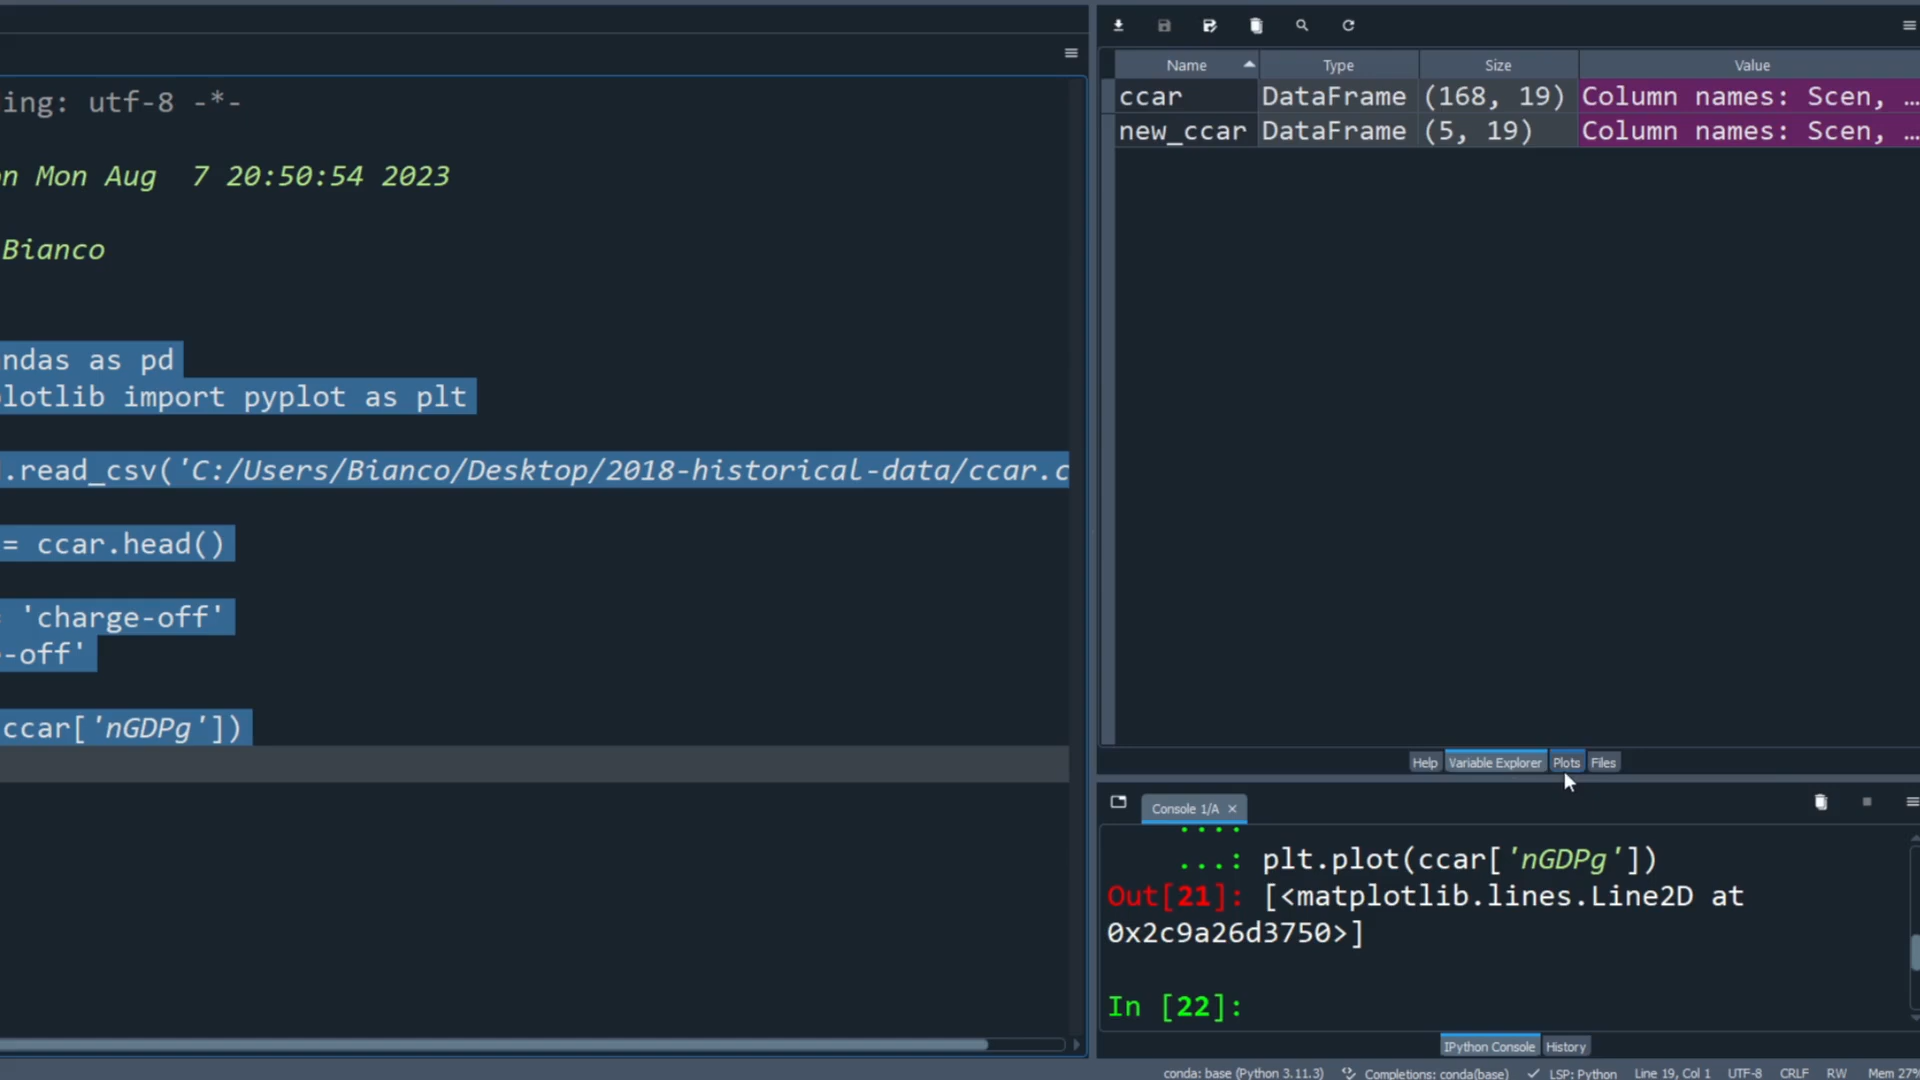 ing: utf-8 -*-
n Mon Aug  7 20:50:54 2023
Bianco
ndas as pd
lotlib import pyplot as plt
.read_csv('C:/Users/Bianco/Desktop/2018-historical-data/ccar.c
= ccar.head()
'charge-off'
-off'
ccar['nGDPg'])
Name Type Size Value
ccar DataFrame (168, 19) Column names: Scen, …
new_ccar DataFrame (5, 19) Column names: Scen, …
Help Variable Explorer Plots Files
Console 1/A ×
...:
...: plt.plot(ccar['nGDPg'])
Out[21]: [<matplotlib.lines.Line2D at
0x2c9a26d3750>]
In [22]:
IPython Console History
conda: base (Python 3.11.3) Completions: conda(base) LSP: Python Line 19, Col 1 UTF-8 CRLF RW Mem 27%